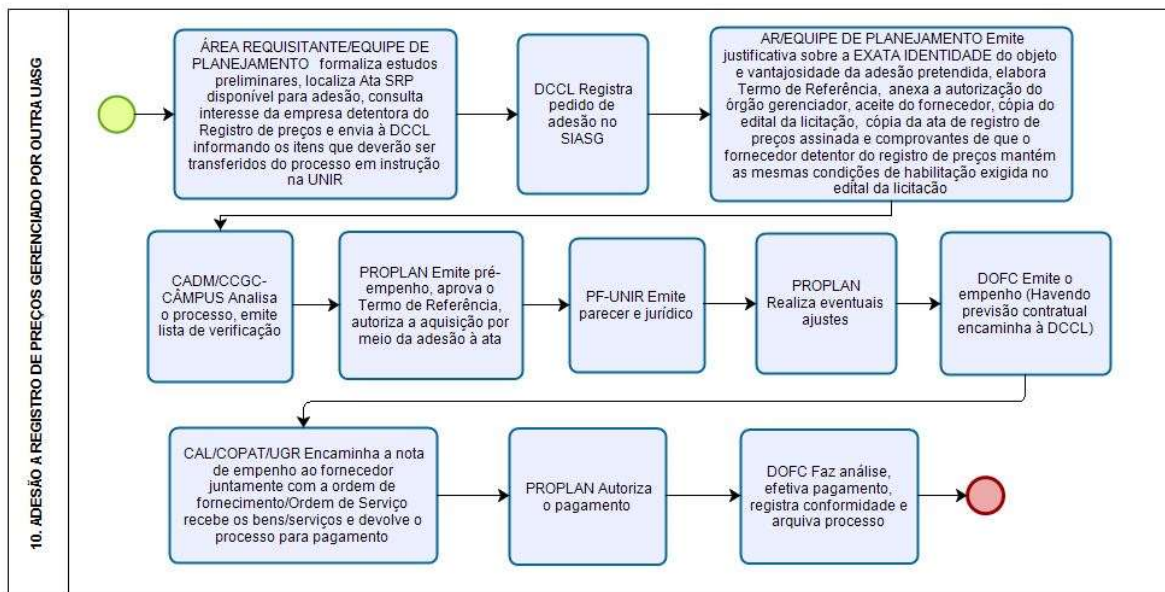 10. ADESÃO A REGISTRO DE PREÇOS GERENCIADO POR OUTRA UASG
ÁREA REQUISITANTE/EQUIPE DE
PLANEJAMENTO formaliza estudos
preliminares, localiza Ata SRP
disponível para adesão, consulta
interesse da empresa detentora do
Registro de preços e envia à DCCL
informando os itens que deverão ser
transferidos do processo em instrução
na UNIR
DCCL Registra
pedido de
adesão no
SIASG
AR/EQUIPE DE PLANEJAMENTO Emite
justificativa sobre a EXATA IDENTIDADE do objeto
e vantajosidade da adesão pretendida, elabora
Termo de Referência, anexa a autorização do
órgão gerenciador, aceite do fornecedor, cópia do
edital da licitação, cópia da ata de registro de
preços assinada e comprovantes de que o
fornecedor detentor do registro de preços mantém
as mesmas condições de habilitação exigida no
edital da licitação
CADM/CCGC-
CÂMPUS Analisa
o processo, emite
lista de verificação
PROPLAN Emite pré-
empenho, aprova o
Termo de Referência,
autoriza a aquisição por
meio da adesão à ata
PF-UNIR Emite
parecer e jurídico
PROPLAN
Realiza eventuais
ajustes
DOFC Emite o
empenho (Havendo
previsão contratual
encaminha à DCCL)
CAL/COPAT/UGR Encaminha a nota
de empenho ao fornecedor
juntamente com a ordem de
fornecimento/Ordem de Serviço
recebe os bens/serviços e devolve o
processo para pagamento
PROPLAN Autoriza
o pagamento
DOFC Faz análise,
efetiva pagamento,
registra conformidade e
arquiva processo